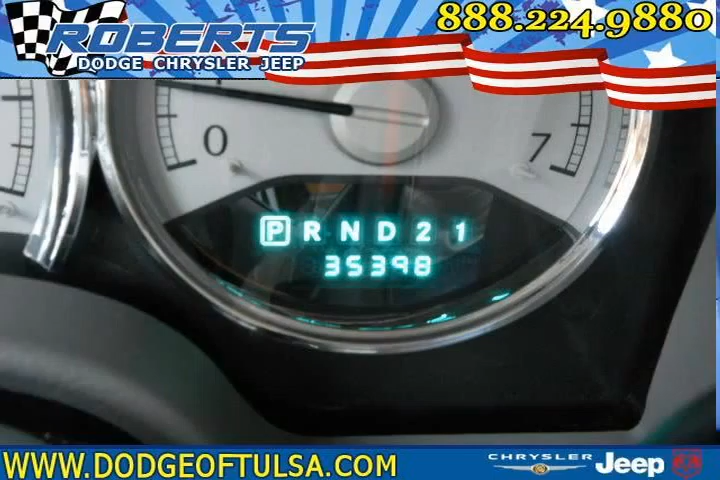 ROBERTS
DODGE CHRYSLER JEEP
888.224.9880
0 7
P R N D 2 1
35398
WWW.DODGEOFTULSA.COM
CHRYSLER Jeep